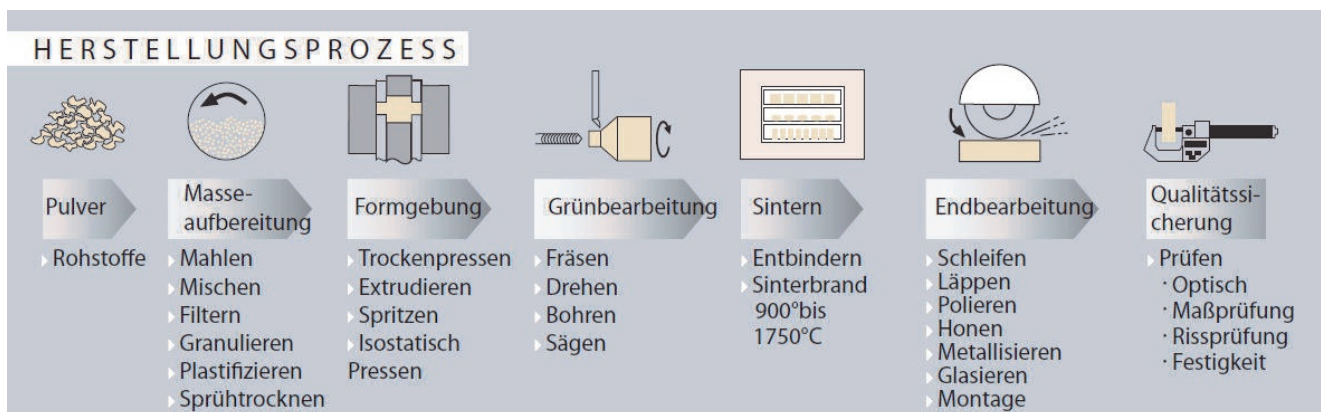 HERSTELLUNGSPROZESS
Pulver
Rohstoffe
Masse-
aufbereitung
Mahlen
Mischen
Filtern
Granulieren
Plastifizieren
Sprühtrocknen
Formgebung
Trockenpressen
Extrudieren
Spritzen
Isostatisch
Pressen
Grünbearbeitung
Fräsen
Drehen
Bohren
Sägen
Sintern
Entbindern
Sinterbrand
900°bis
1750°C
Endbearbeitung
Schleifen
Läppen
Polieren
Honen
Metallisieren
Glasieren
Montage
Qualitätssi-
cherung
Prüfen
· Optisch
· Maßprüfung
· Rissprüfung
· Festigkeit